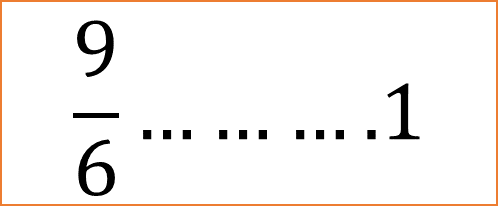 9/6 … … … .1